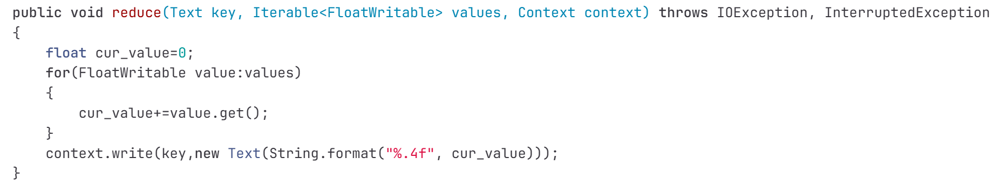 public void reduce(Text key, Iterable<FloatWritable> values, Context context) throws IOException, InterruptedException
{
    float cur_value=0;
    for(FloatWritable value:values)
    {
        cur_value+=value.get();
    }
    context.write(key,new Text(String.format("%.4f", cur_value)));
}